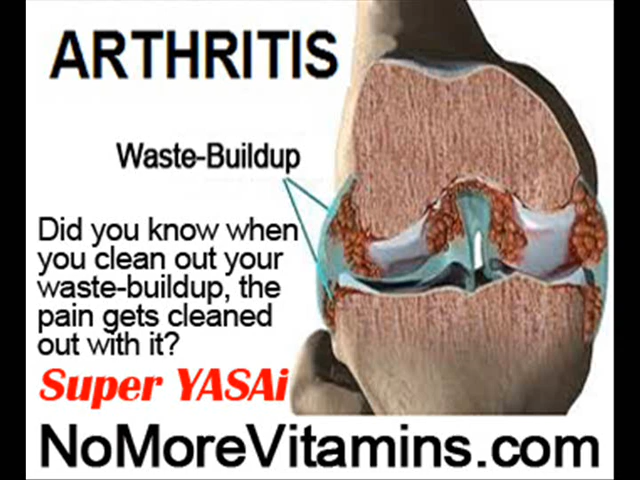 ARTHRITIS
Waste-Buildup
Did you know when
you clean out your
waste-buildup, the
pain gets cleaned
out with it?
Super YASAi
NoMoreVitamins.com